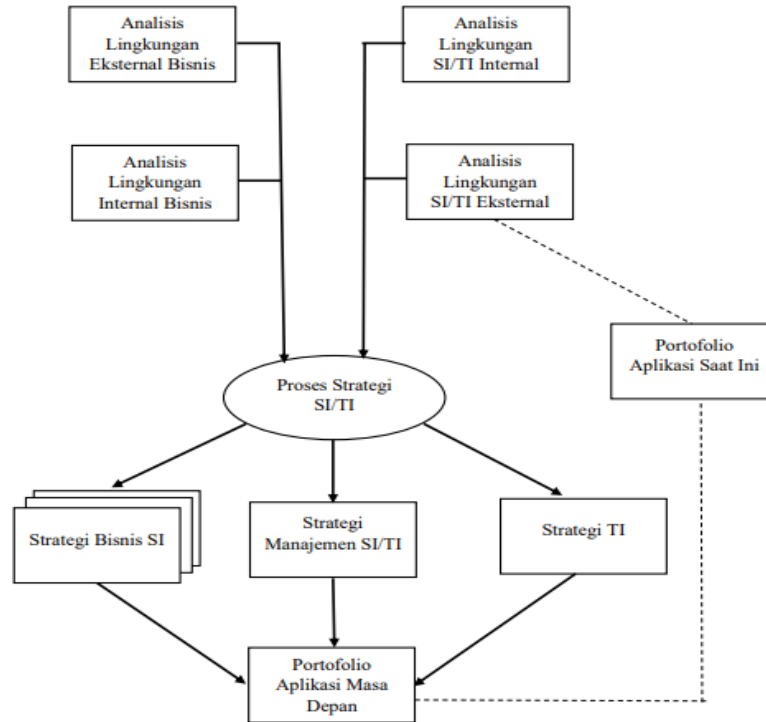 Analisis
Lingkungan
Eksternal Bisnis
Analisis
Lingkungan
SI/TI Internal
Analisis
Lingkungan
Internal Bisnis
Analisis
Lingkungan
SI/TI Eksternal
Portofolio
Aplikasi Saat Ini
Proses Strategi
SI/TI
Strategi Bisnis SI
Strategi
Manajemen SI/TI
Strategi TI
Portofolio
Aplikasi Masa
Depan